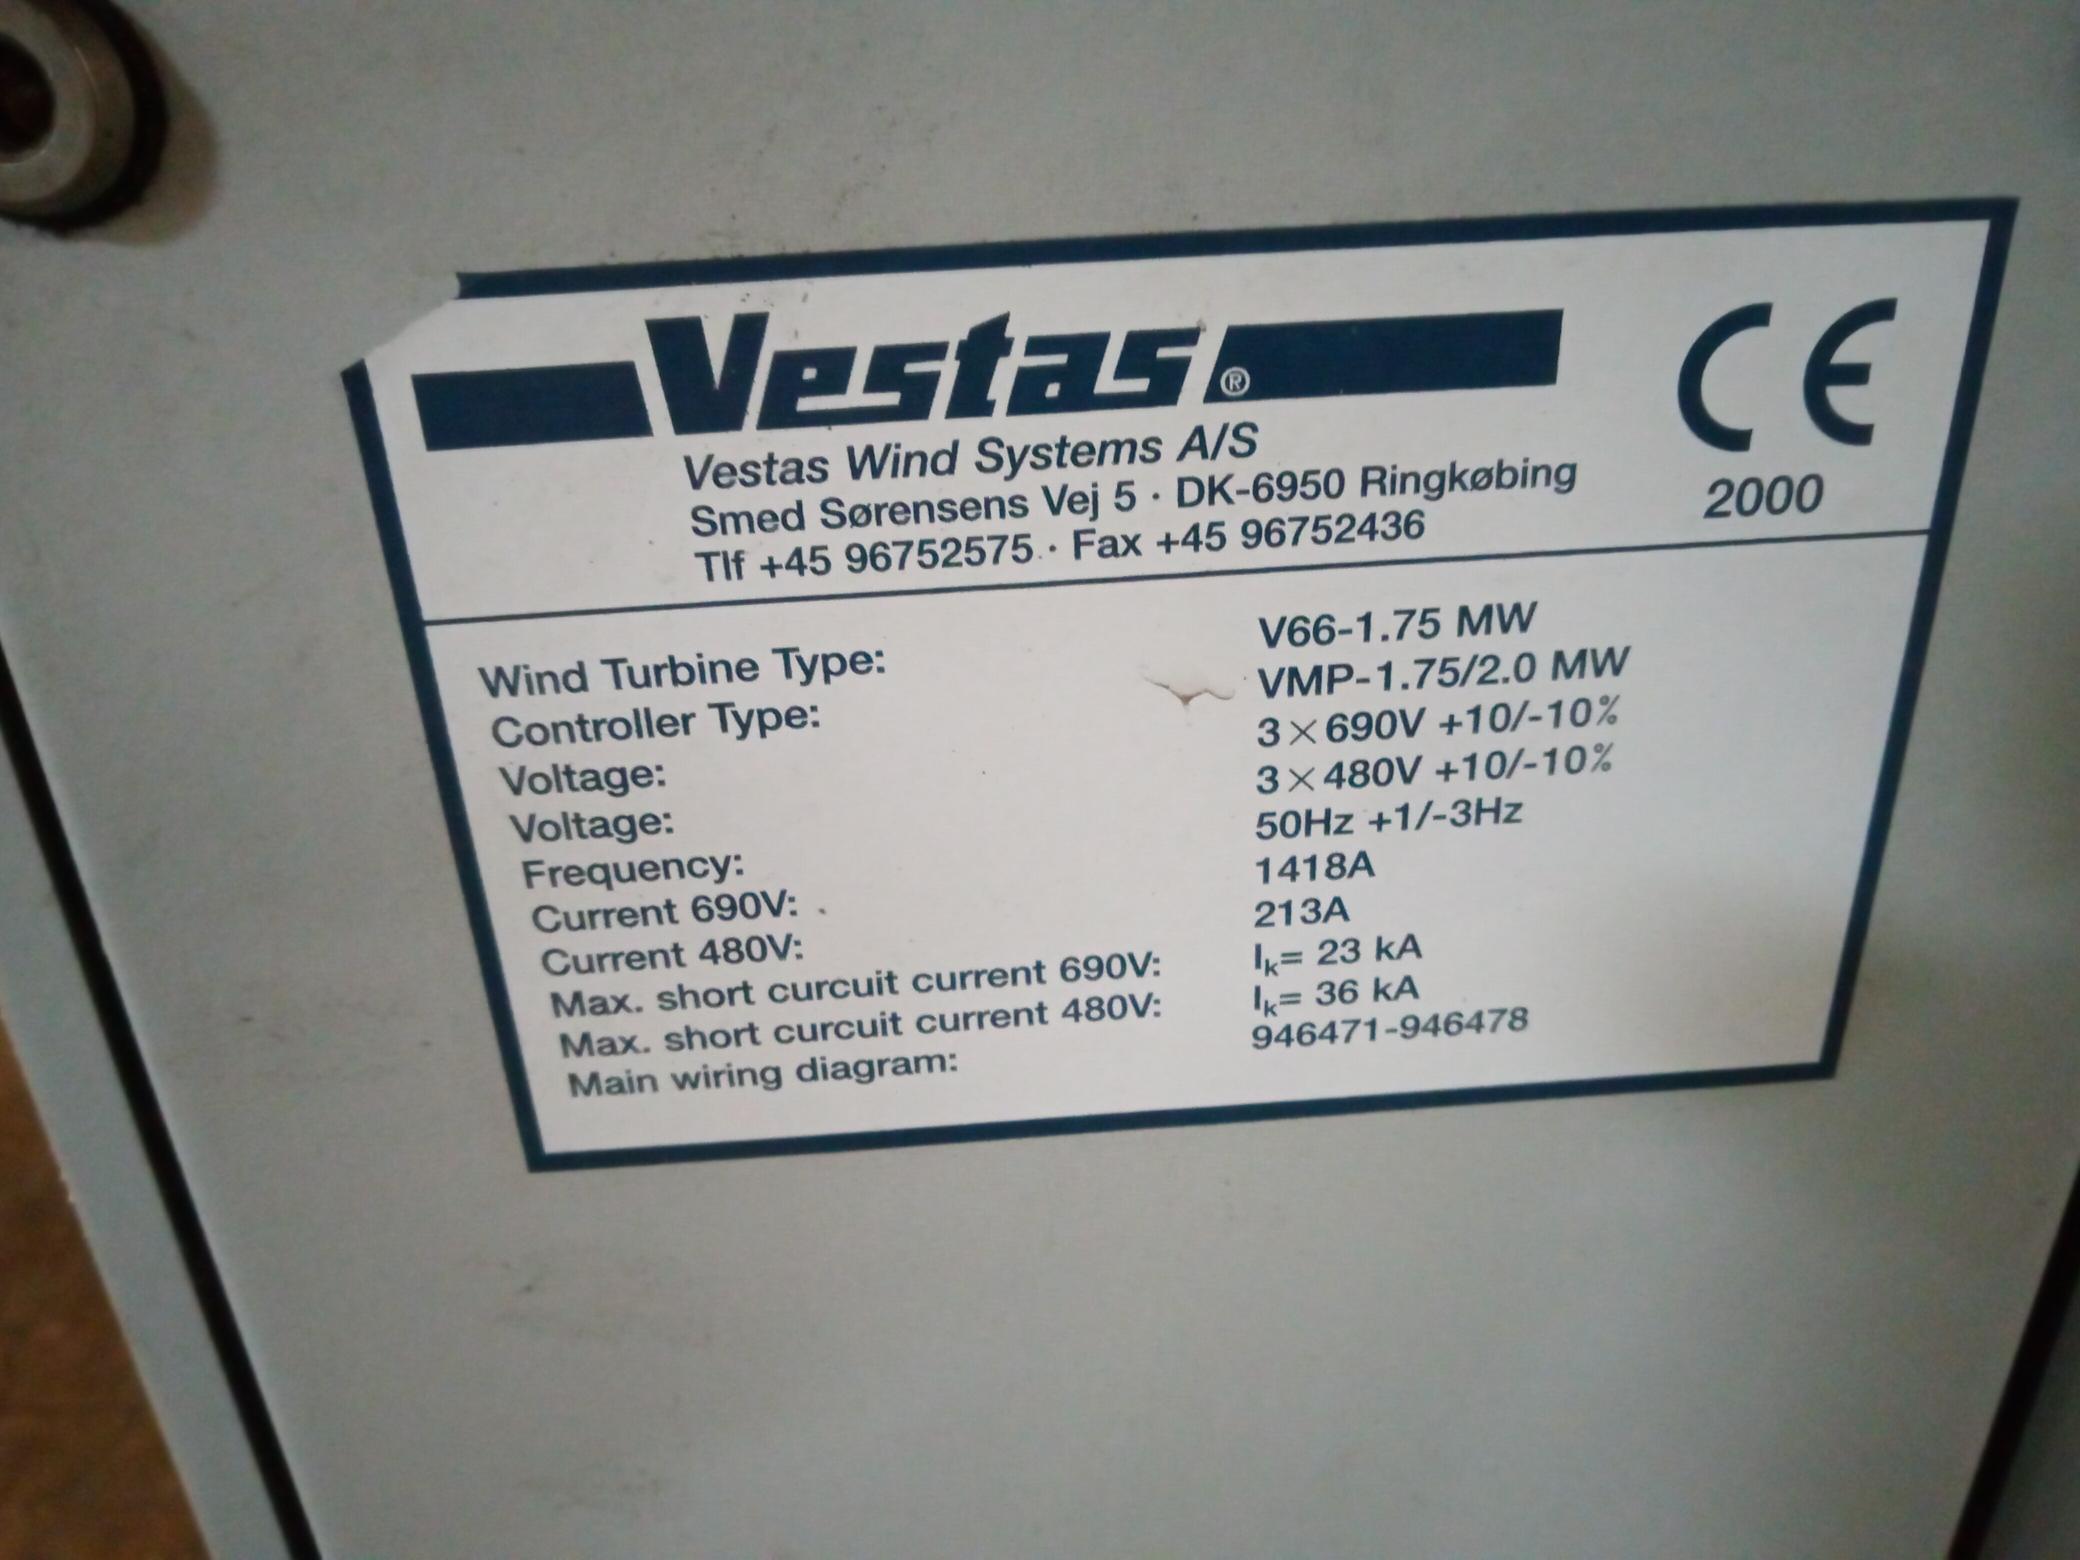 Vestas®
CE
Vestas Wind Systems A/S
Smed Sørensens Vej 5 · DK-6950 Ringkøbing
2000
Tlf +45 96752575 · Fax +45 96752436
Wind Turbine Type: V66-1.75 MW
Controller Type: VMP-1.75/2.0 MW
Voltage: 3×690V +10/-10%
Voltage: 3×480V +10/-10%
Frequency: 50Hz +1/-3Hz
Current 690V: 1418A
Current 480V: 213A
Max. short curcuit current 690V: Ik= 23 kA
Max. short curcuit current 480V: Ik= 36 kA
Main wiring diagram: 946471-946478